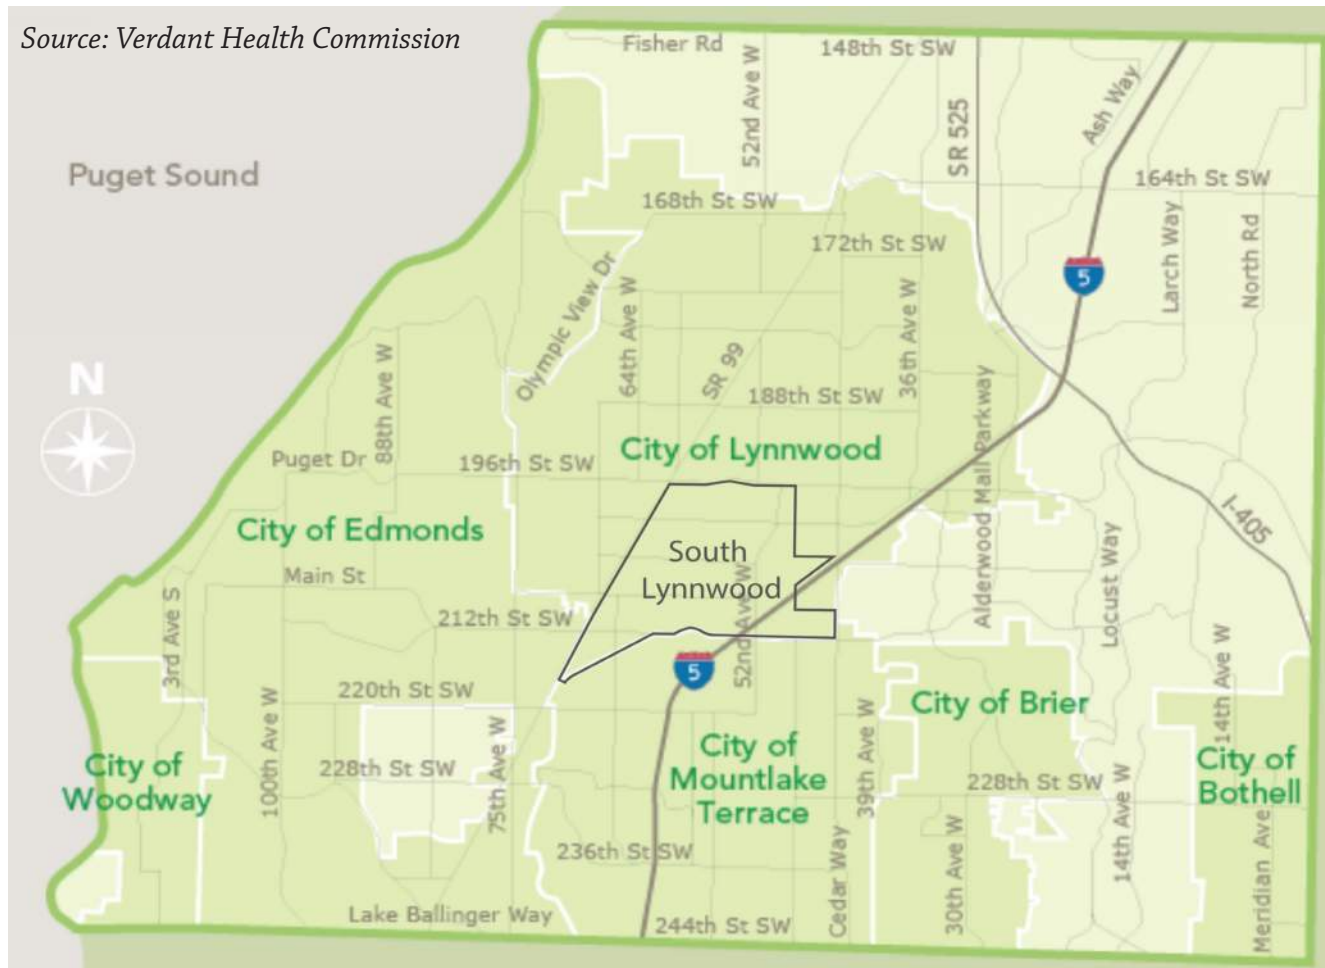 Source: Verdant Health Commission
Fisher Rd
148th St SW
52nd Ave W
SR 525
Ash Way
Puget Sound
164th St SW
168th St SW
172th St SW
Larch Way
North Rd
5
Olympic View Dr
64th Ave W
SR 99
36th Ave W
N
88th Ave W
188th St SW
Alderwood Mall Parkway
City of Lynnwood
Puget Dr
196th St SW
I-405
City of Edmonds
South
Lynnwood
Locust Way
Main St
3rd Ave S
212th St SW
52nd Ave W
5
14th Ave W
220th St SW
City of Brier
100th Ave W
75th Ave W
39th Ave W
City of
Mountlake
Terrace
City of
Woodway
228th St SW
228th St SW
City of
Bothell
14th Ave W
236th St SW
Cedar Way
30th Ave W
Meridian Ave
Lake Ballinger Way
244th St SW